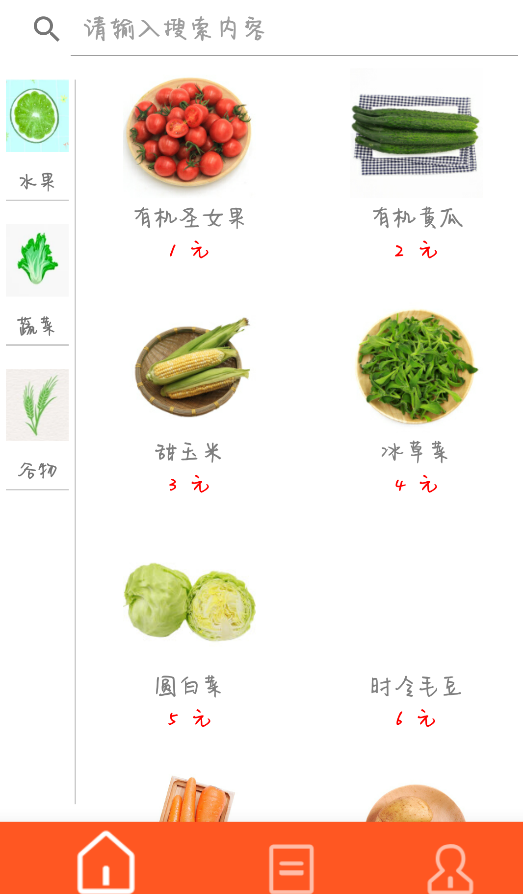 请输入搜索内容
水果
蔬菜
谷物
有机圣女果
1 元
有机黄瓜
2 元
甜玉米
3 元
冰草菜
4 元
圆白菜
5 元
时令毛豆
6 元